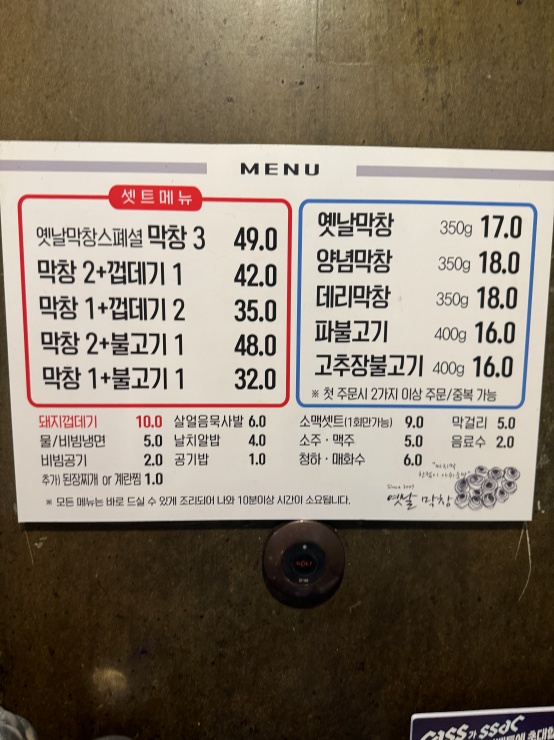 MENU
셋트메뉴
옛날막창스페셜 막창 3 49.0
막창 2+껍데기 1 42.0
막창 1+껍데기 2 35.0
막창 2+불고기 1 48.0
막창 1+불고기 1 32.0
옛날막창 350g 17.0
양념막창 350g 18.0
데리막창 350g 18.0
파불고기 400g 16.0
고추장불고기 400g 16.0
※ 첫 주문시 2가지 이상 주문/중복 가능
돼지껍데기 10.0 살얼음묵사발 6.0
물/비빔냉면 5.0 날치알밥 4.0
비빔공기 2.0 공기밥 1.0
추가) 된장찌개 or 계란찜 1.0
소맥셋트(1회만가능) 9.0 막걸리 5.0
소주 · 맥주 5.0 음료수 2.0
청하 · 매화수 6.0
※ 모든 메뉴는 바로 드실 수 있게 조리되어 나와 10분이상 시간이 소요됩니다.
Since 2007
옛날 막창
CASS가 SSDC